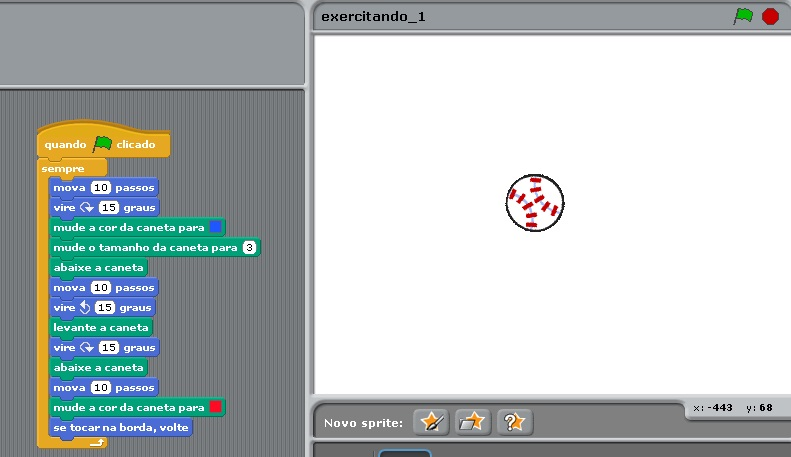 exercitando_1
quando clicado
sempre
mova 10 passos
vire 15 graus
mude a cor da caneta para
mude o tamanho da caneta para 3
abaixe a caneta
mova 10 passos
vire 15 graus
levante a caneta
vire 15 graus
abaixe a caneta
mova 10 passos
mude a cor da caneta para
se tocar na borda, volte
x: -443 y: 68
Novo sprite: